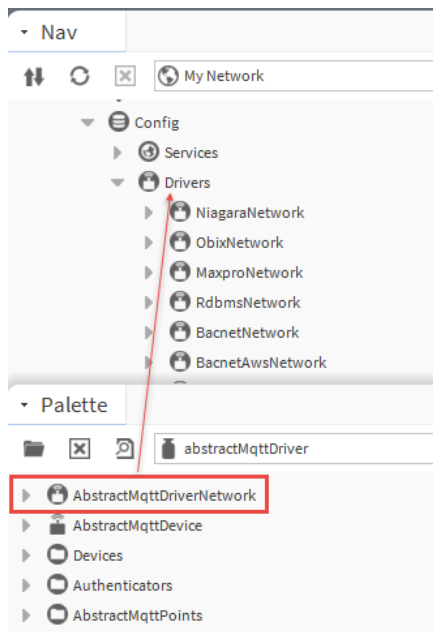 Nav
My Network
Config
Services
Drivers
NiagaraNetwork
ObixNetwork
MaxproNetwork
RdbmsNetwork
BacnetNetwork
BacnetAwsNetwork
Palette
abstractMqttDriver
AbstractMqttDriverNetwork
AbstractMqttDevice
Devices
Authenticators
AbstractMqttPoints